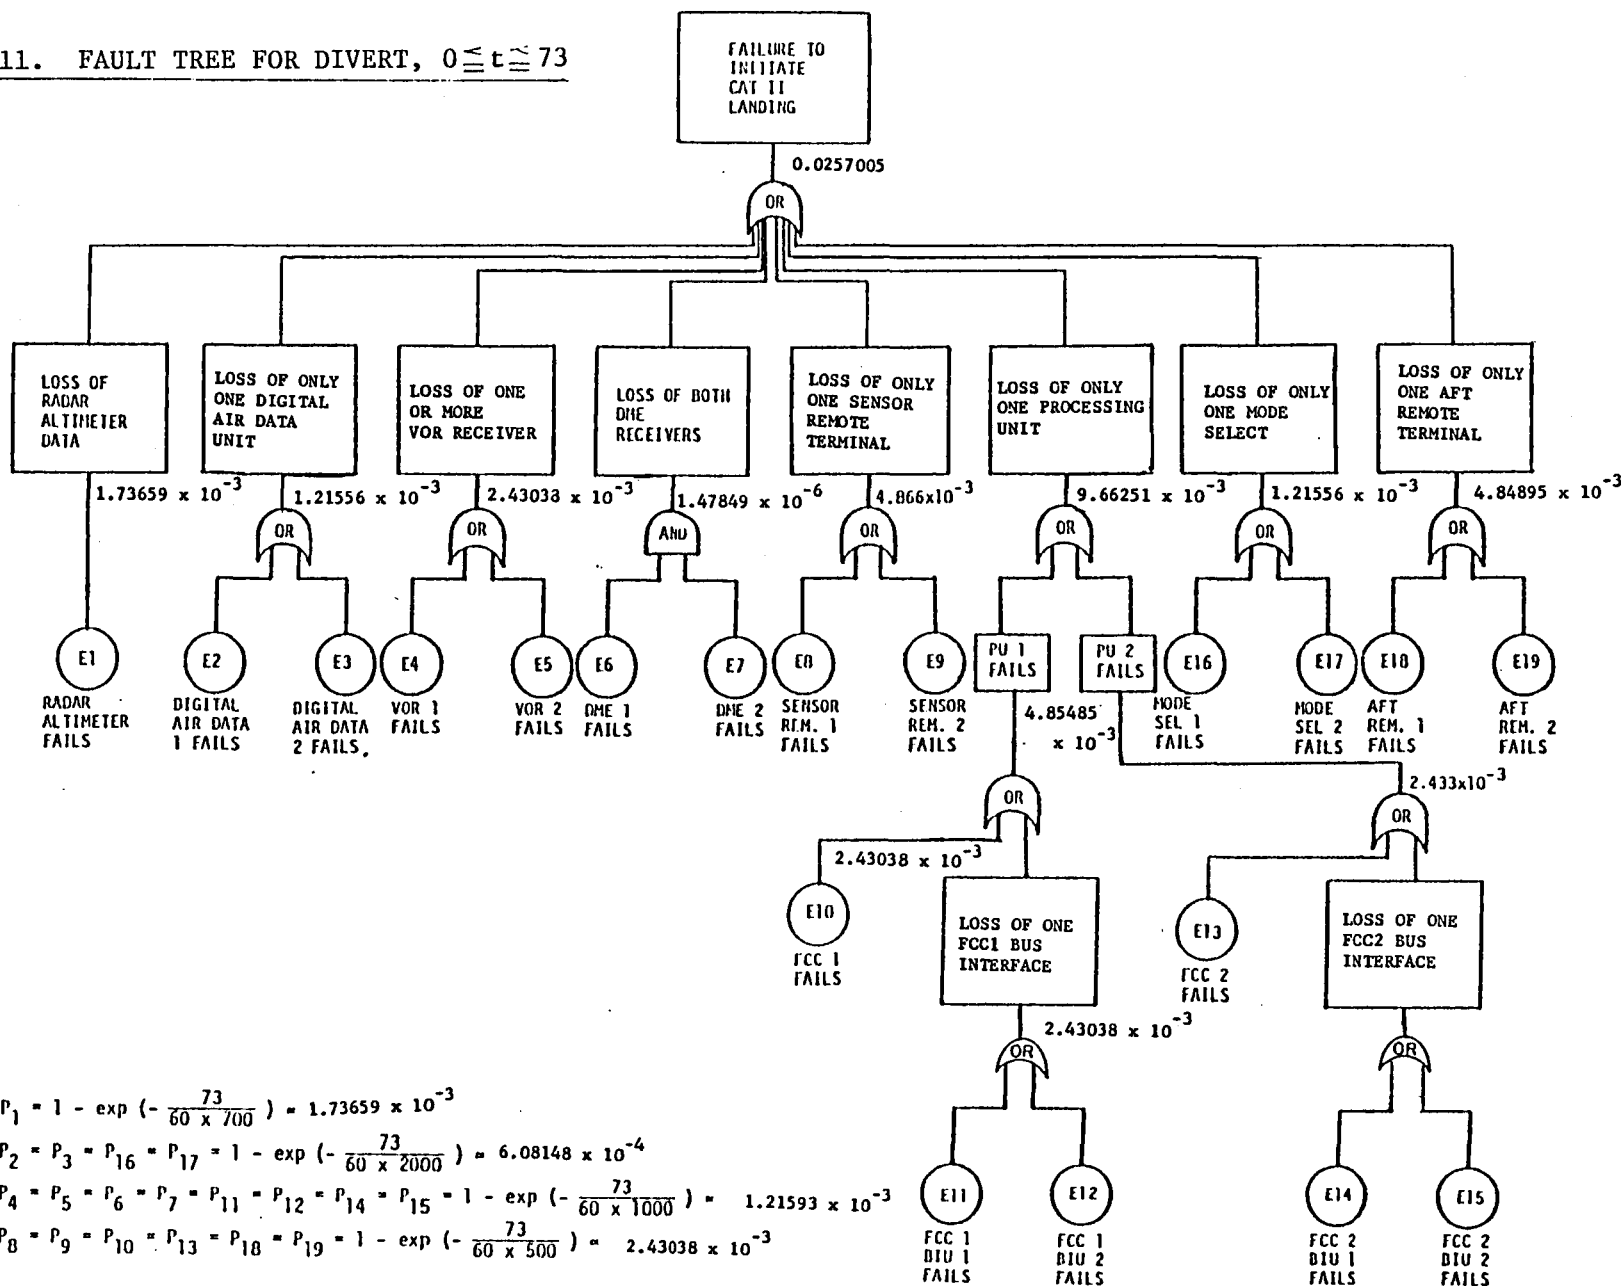 11. FAULT TREE FOR DIVERT, 0 ≦ t ≦ 73
FAILURE TO
INITIATE
CAT II
LANDING
0.0257005
OR
LOSS OF
RADAR
ALTIMETER
DATA
LOSS OF ONLY
ONE DIGITAL
AIR DATA
UNIT
LOSS OF ONE
OR MORE
VOR RECEIVER
LOSS OF BOTH
DME
RECEIVERS
LOSS OF ONLY
ONE SENSOR
REMOTE
TERMINAL
LOSS OF ONLY
ONE PROCESSING
UNIT
LOSS OF ONLY
ONE MODE
SELECT
LOSS OF ONLY
ONE AFT
REMOTE
TERMINAL
1.73659 x 10^-3
1.21556 x 10^-3
2.43038 x 10^-3
1.47849 x 10^-6
4.866x10^-3
9.66251 x 10^-3
1.21556 x 10^-3
4.84895 x 10^-3
OR
OR
AND
OR
OR
OR
OR
E1
RADAR
ALTIMETER
FAILS
E2
DIGITAL
AIR DATA
1 FAILS
E3
DIGITAL
AIR DATA
2 FAILS.
E4
VOR 1
FAILS
E5
VOR 2
FAILS
E6
DME 1
FAILS
E7
DME 2
FAILS
E8
SENSOR
REM. 1
FAILS
E9
SENSOR
REM. 2
FAILS
PU 1
FAILS
PU 2
FAILS
E16
MODE
SEL 1
FAILS
E17
MODE
SEL 2
FAILS
E18
AFT
REM. 1
FAILS
E19
AFT
REM. 2
FAILS
4.85485
x 10^-3
OR
2.433x10^-3
OR
2.43038 x 10^-3
E10
FCC 1
FAILS
LOSS OF ONE
FCC1 BUS
INTERFACE
E13
FCC 2
FAILS
LOSS OF ONE
FCC2 BUS
INTERFACE
2.43038 x 10^-3
OR
OR
E11
FCC 1
BIU 1
FAILS
E12
FCC 1
BIU 2
FAILS
E14
FCC 2
BIU 1
FAILS
E15
FCC 2
BIU 2
FAILS
P1 = 1 - exp (- 73 / 60 x 700 ) = 1.73659 x 10^-3
P2 = P3 = P16 = P17 = 1 - exp (- 73 / 60 x 2000 ) = 6.08148 x 10^-4
P4 = P5 = P6 = P7 = P11 = P12 = P14 = P15 = 1 - exp (- 73 / 60 x 1000 ) = 1.21593 x 10^-3
P8 = P9 = P10 = P13 = P18 = P19 = 1 - exp (- 73 / 60 x 500 ) = 2.43038 x 10^-3